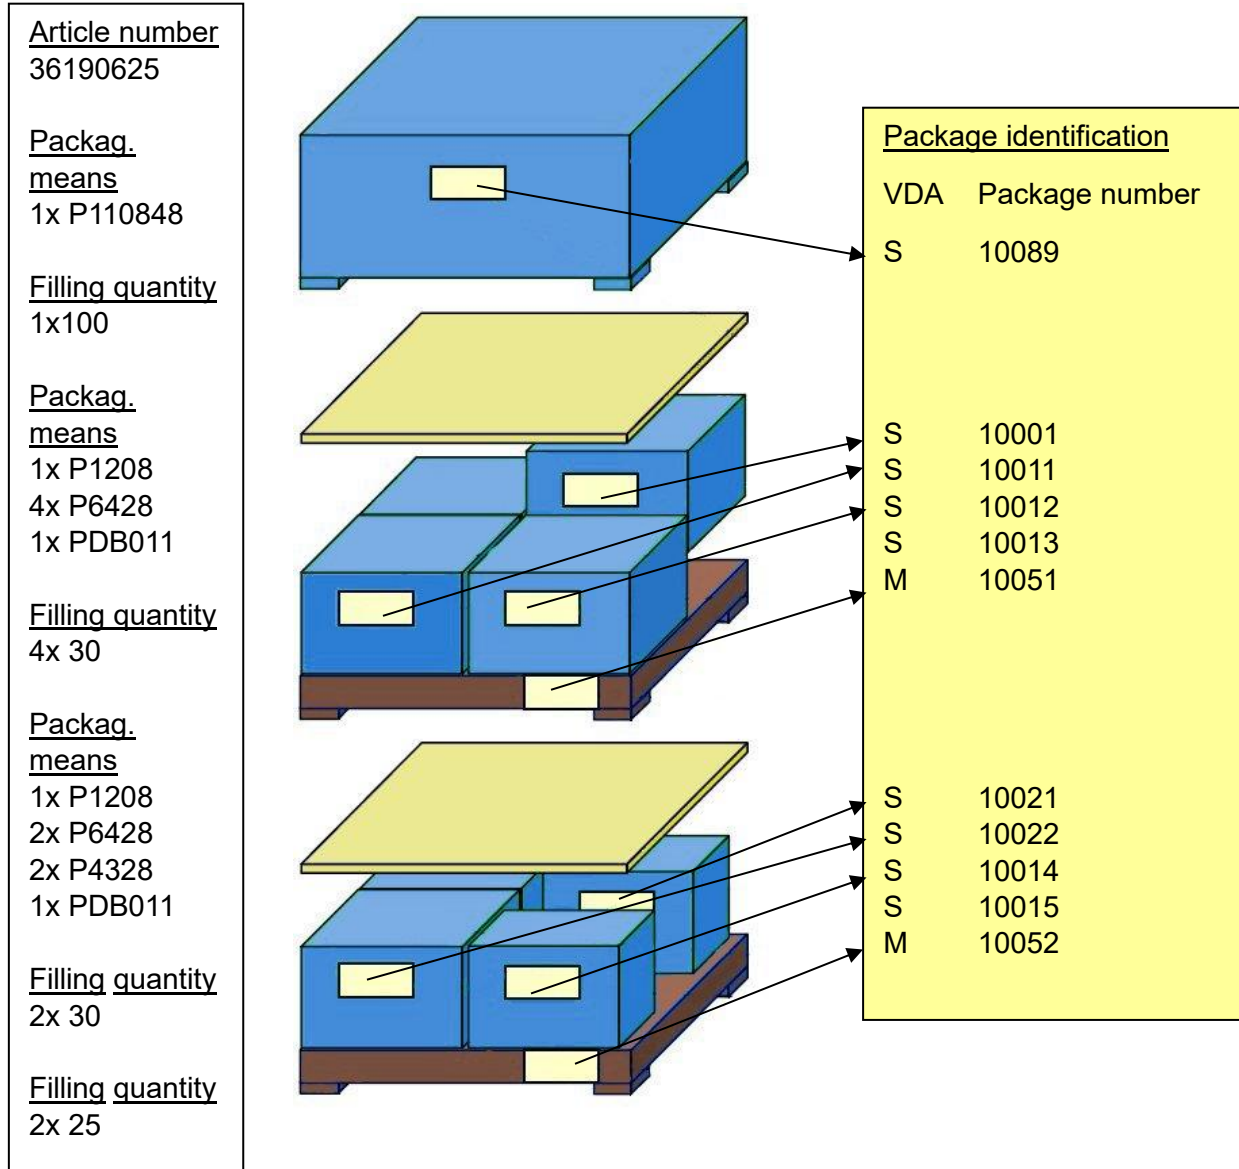 Article number
36190625
Packag.
means
1x P110848
Filling quantity
1x100
Packag.
means
1x P1208
4x P6428
1x PDB011
Filling quantity
4x 30
Packag.
means
1x P1208
2x P6428
2x P4328
1x PDB011
Filling quantity
2x 30
Filling quantity
2x 25
Package identification
VDA Package number
S 10089
S 10001
S 10011
S 10012
S 10013
M 10051
S 10021
S 10022
S 10014
S 10015
M 10052